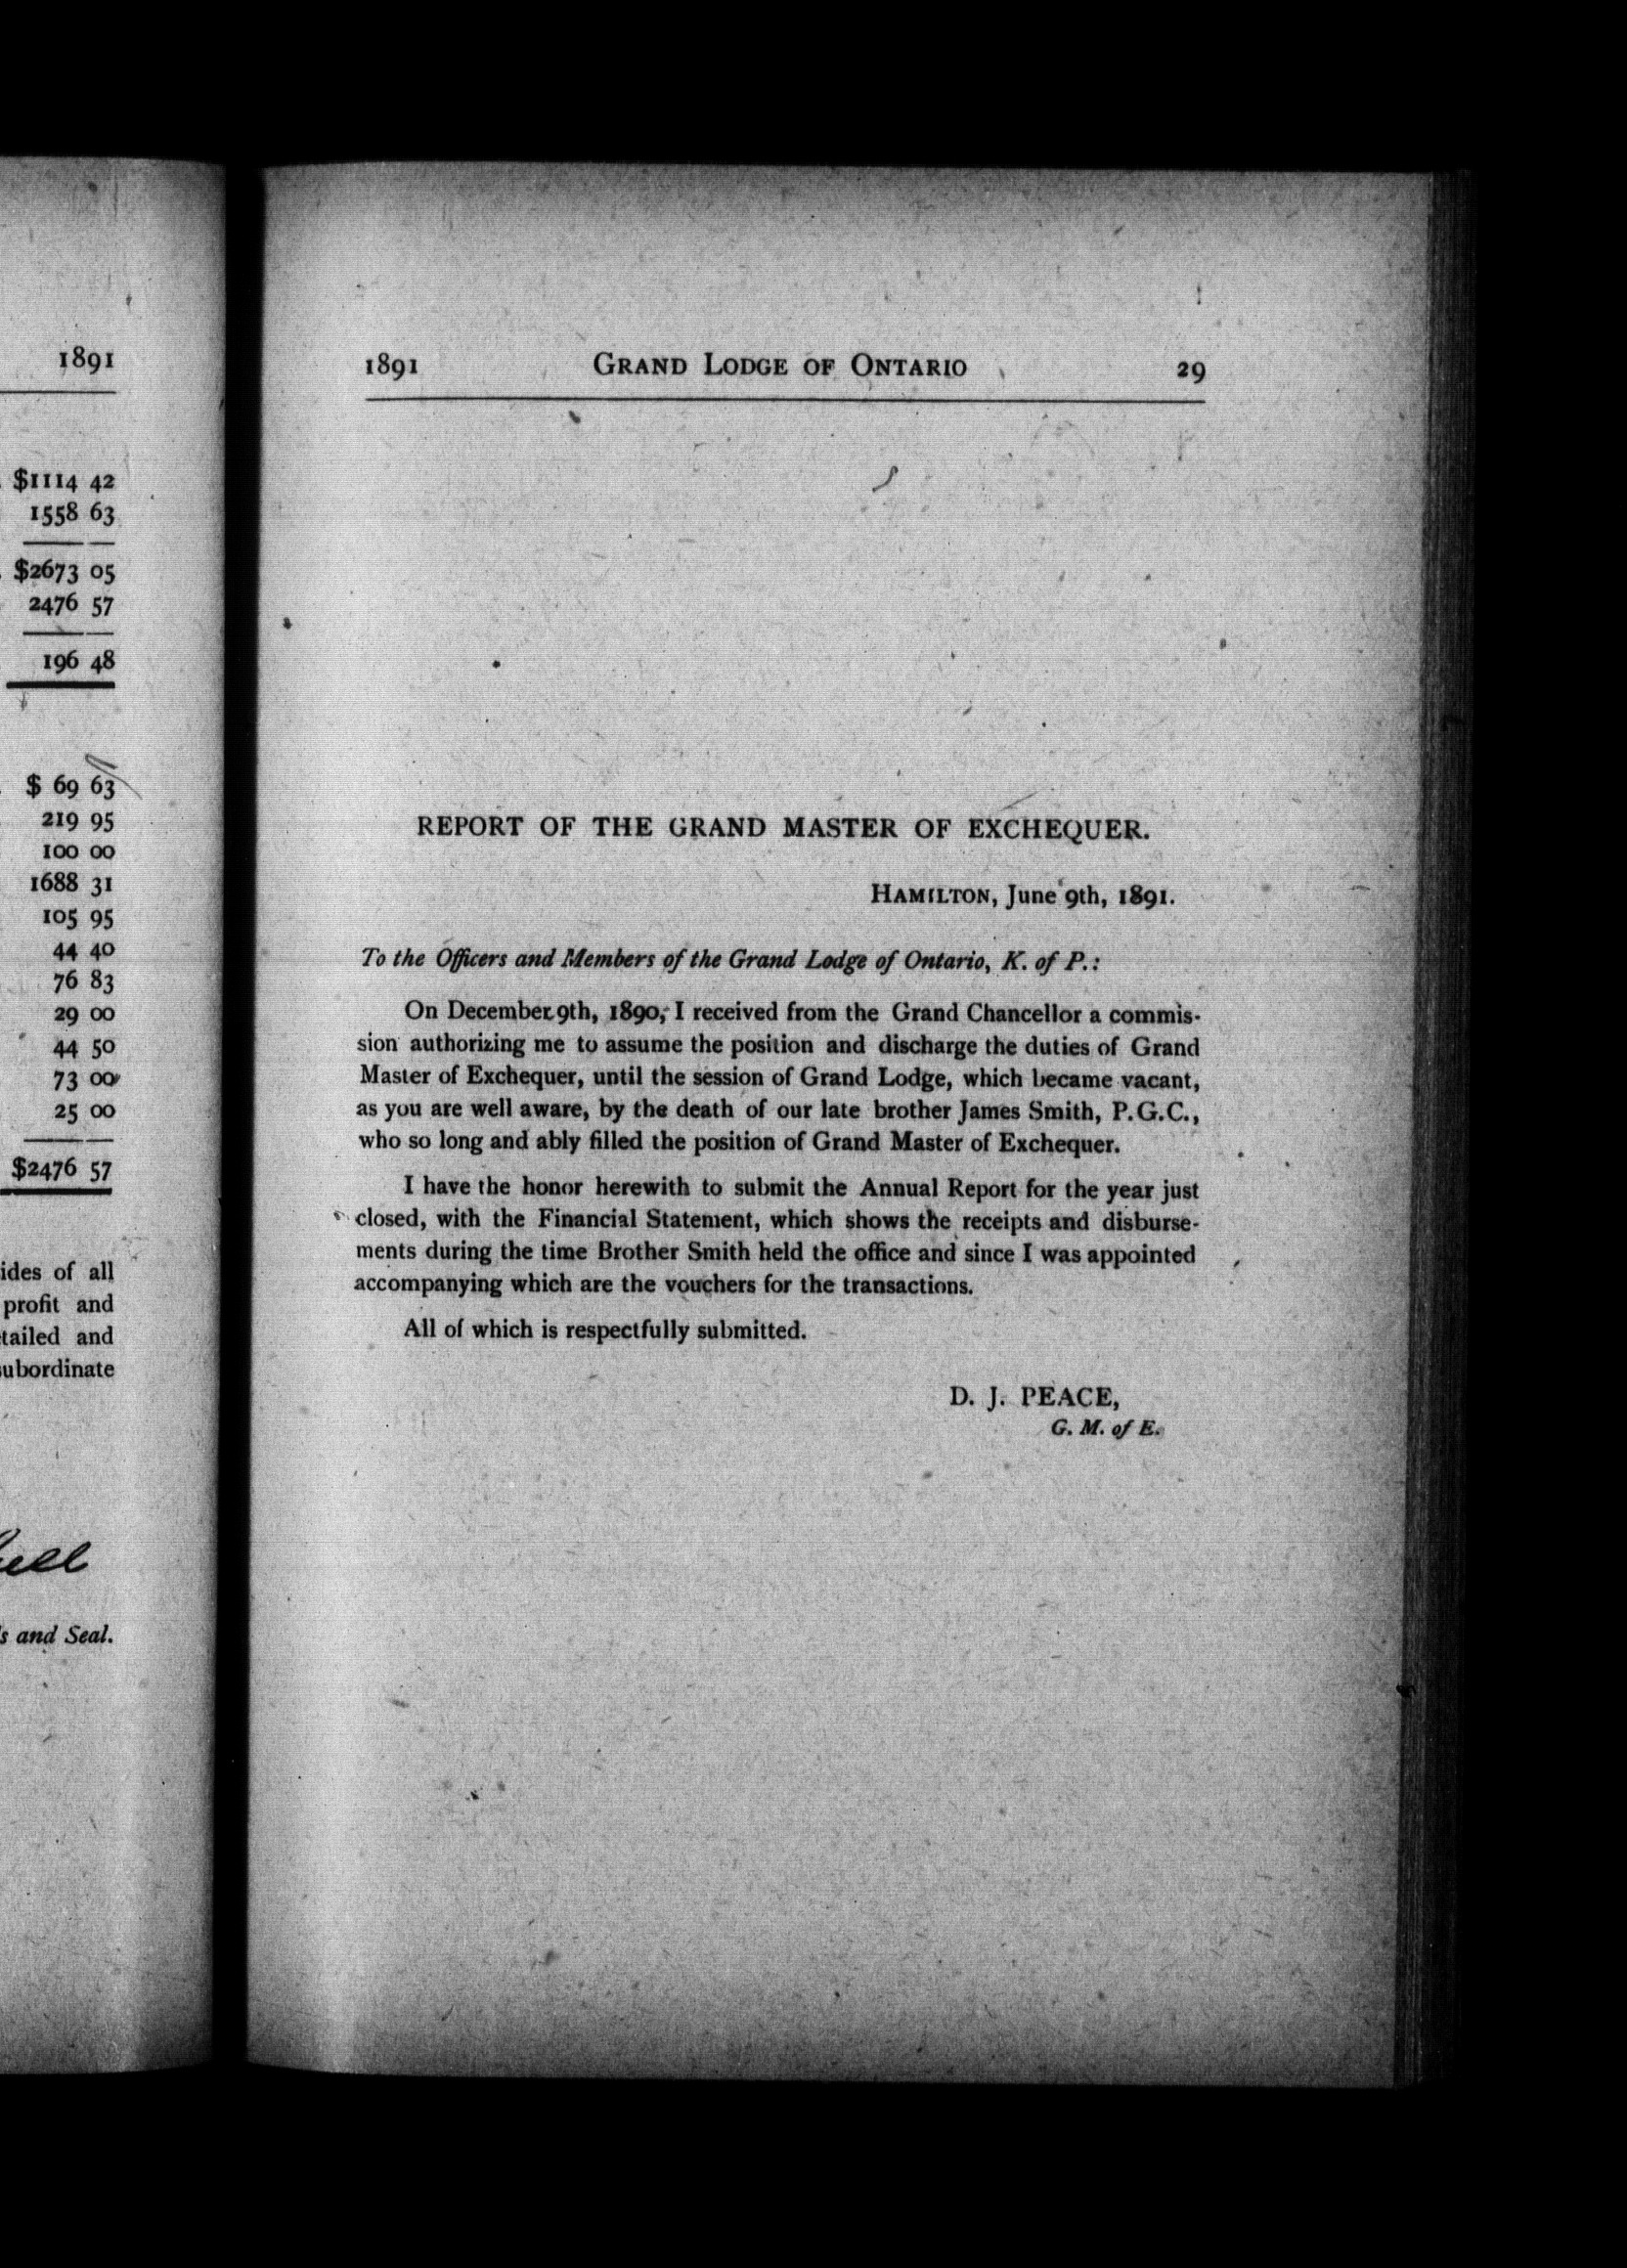 1891
$1114 42
1558 63
$2673 05
2476 57
196 48
$ 69 63
219 95
100 00
1688 31
105 95
44 40
76 83
29 00
44 50
73 00
25 00
$2476 57
ides of all
profit and
tailed and
ubordinate
ell
s and Seal.
1891 GRAND LODGE OF ONTARIO 29
REPORT OF THE GRAND MASTER OF EXCHEQUER.
HAMILTON, June 9th, 1891.
To the Officers and Members of the Grand Lodge of Ontario, K. of P.:
On December 9th, 1890, I received from the Grand Chancellor a commis-
sion authorizing me to assume the position and discharge the duties of Grand
Master of Exchequer, until the session of Grand Lodge, which became vacant,
as you are well aware, by the death of our late brother James Smith, P.G.C.,
who so long and ably filled the position of Grand Master of Exchequer.
I have the honor herewith to submit the Annual Report for the year just
closed, with the Financial Statement, which shows the receipts and disburse-
ments during the time Brother Smith held the office and since I was appointed
accompanying which are the vouchers for the transactions.
All of which is respectfully submitted.
D. J. PEACE,
G. M. of E.